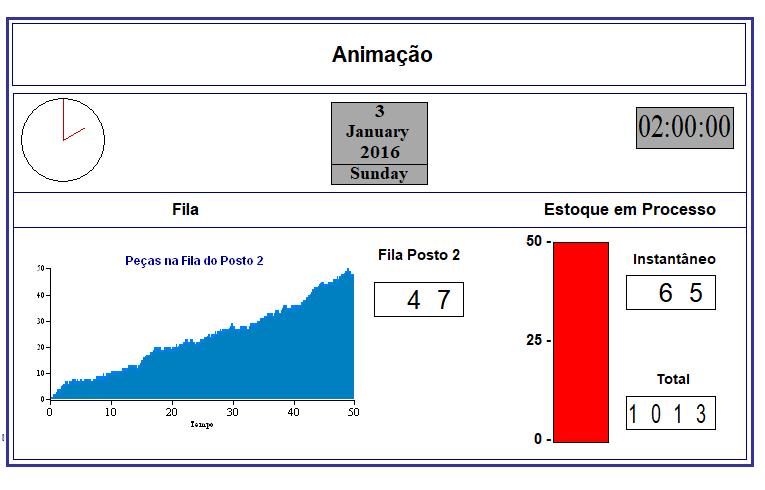 Animação
3
January
2016
Sunday
02:00:00
Fila
Estoque em Processo
Peças na Fila do Posto 2
50
40
30
20
10
0
0 10 20 30 40 50
Tempo
Fila Posto 2
4 7
50 -
25 -
0 -
Instantâneo
6 5
Total
1 0 1 3